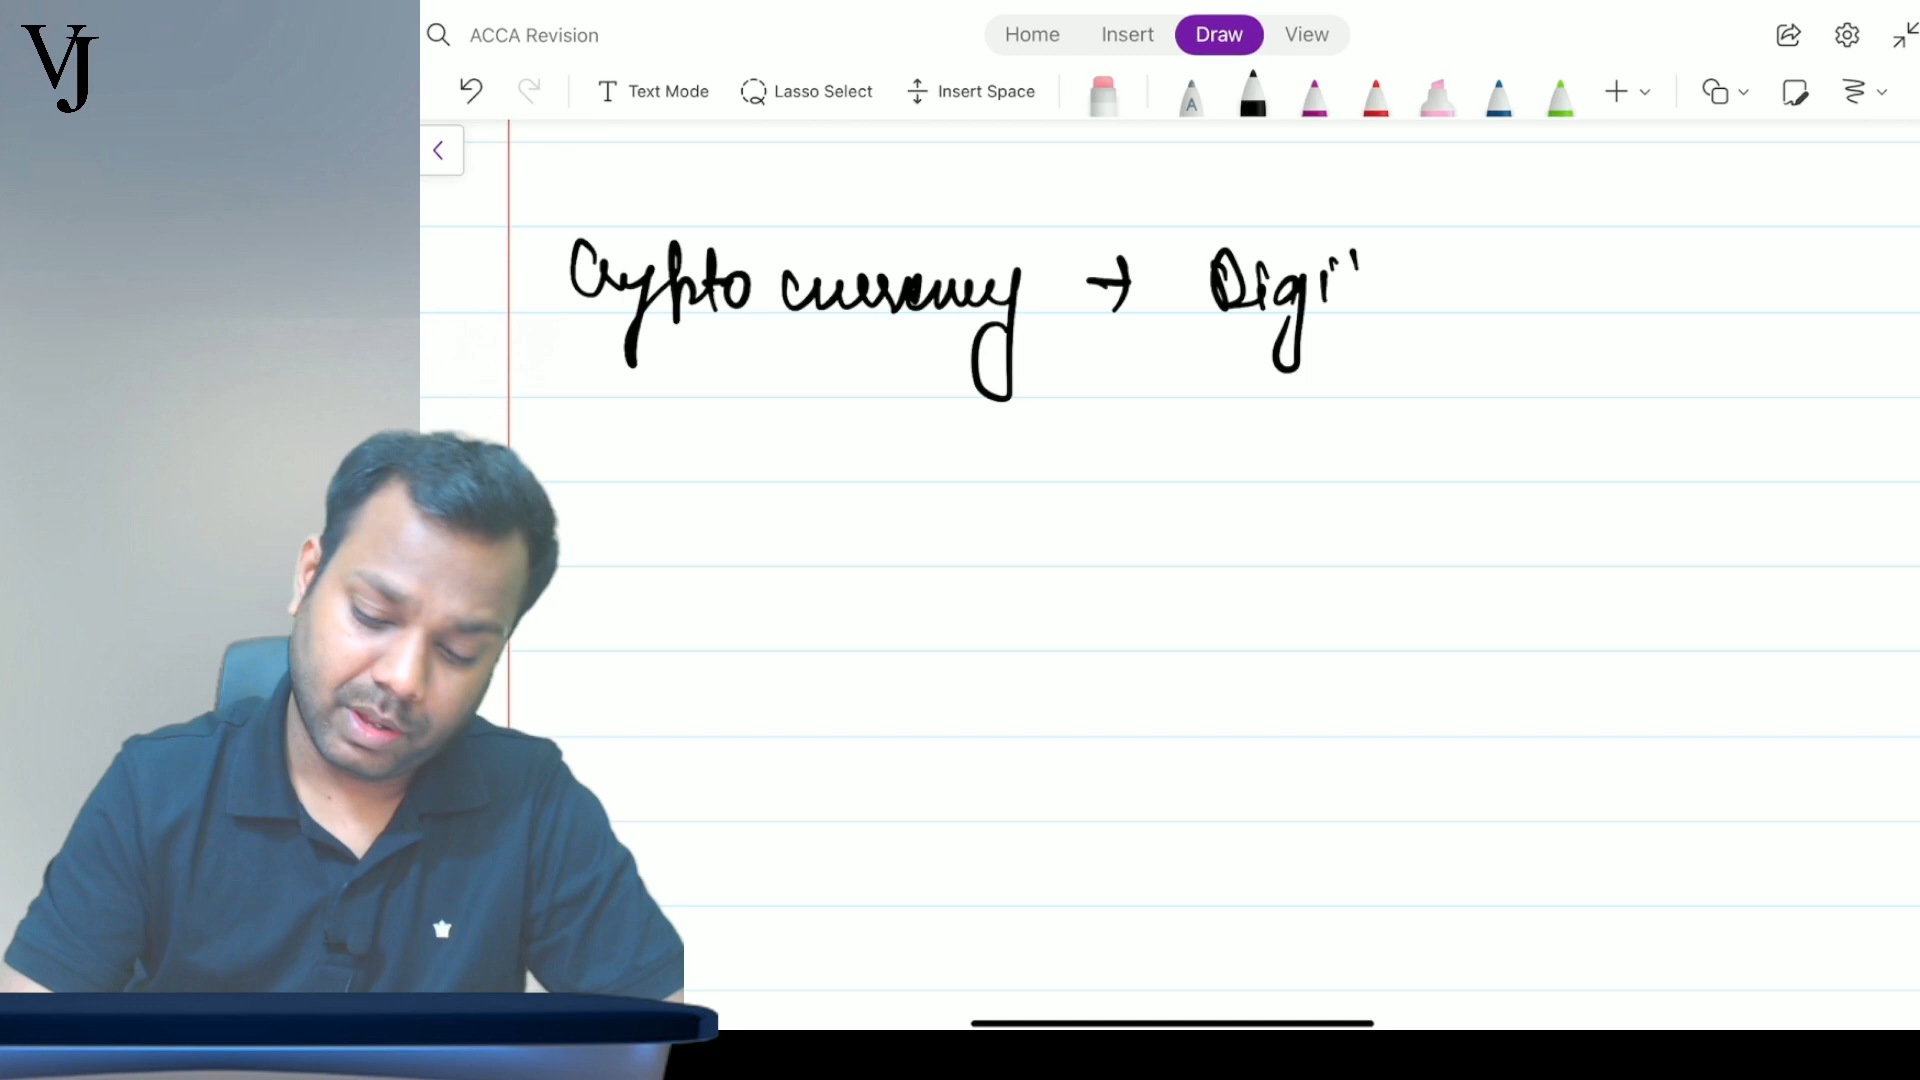 VJ
ACCA Revision
Home Insert Draw View
Text Mode Lasso Select Insert Space
A
Crypto currency → Digi